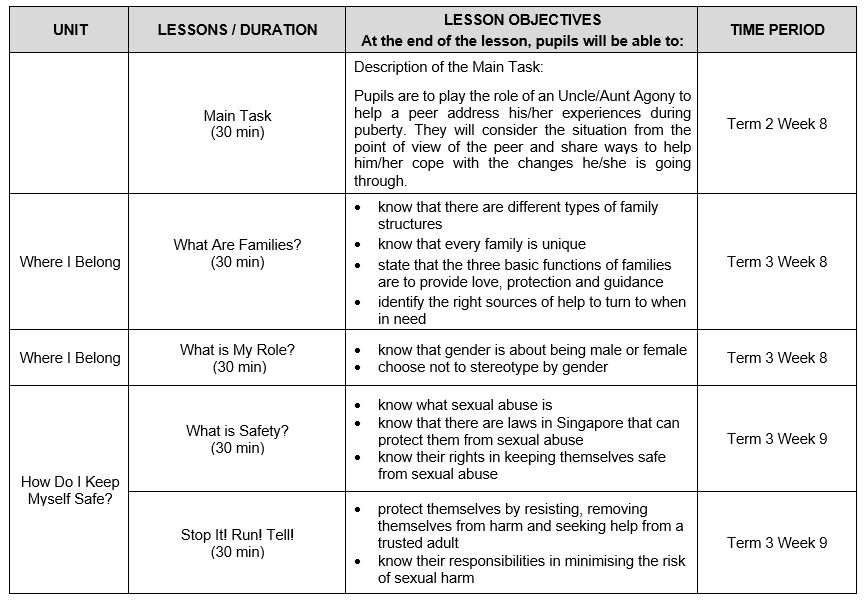 UNIT
LESSONS / DURATION
LESSON OBJECTIVES
At the end of the lesson, pupils will be able to:
TIME PERIOD
Main Task
(30 min)
Description of the Main Task:
Pupils are to play the role of an Uncle/Aunt Agony to
help a peer address his/her experiences during
puberty. They will consider the situation from the
point of view of the peer and share ways to help
him/her cope with the changes he/she is going
through.
Term 2 Week 8
Where I Belong
What Are Families?
(30 min)
• know that there are different types of family
structures
• know that every family is unique
• state that the three basic functions of families
are to provide love, protection and guidance
• identify the right sources of help to turn to when
in need
Term 3 Week 8
Where I Belong
What is My Role?
(30 min)
• know that gender is about being male or female
• choose not to stereotype by gender
Term 3 Week 8
How Do I Keep
Myself Safe?
What is Safety?
(30 min)
• know what sexual abuse is
• know that there are laws in Singapore that can
protect them from sexual abuse
• know their rights in keeping themselves safe
from sexual abuse
Term 3 Week 9
Stop It! Run! Tell!
(30 min)
• protect themselves by resisting, removing
themselves from harm and seeking help from a
trusted adult
• know their responsibilities in minimising the risk
of sexual harm
Term 3 Week 9